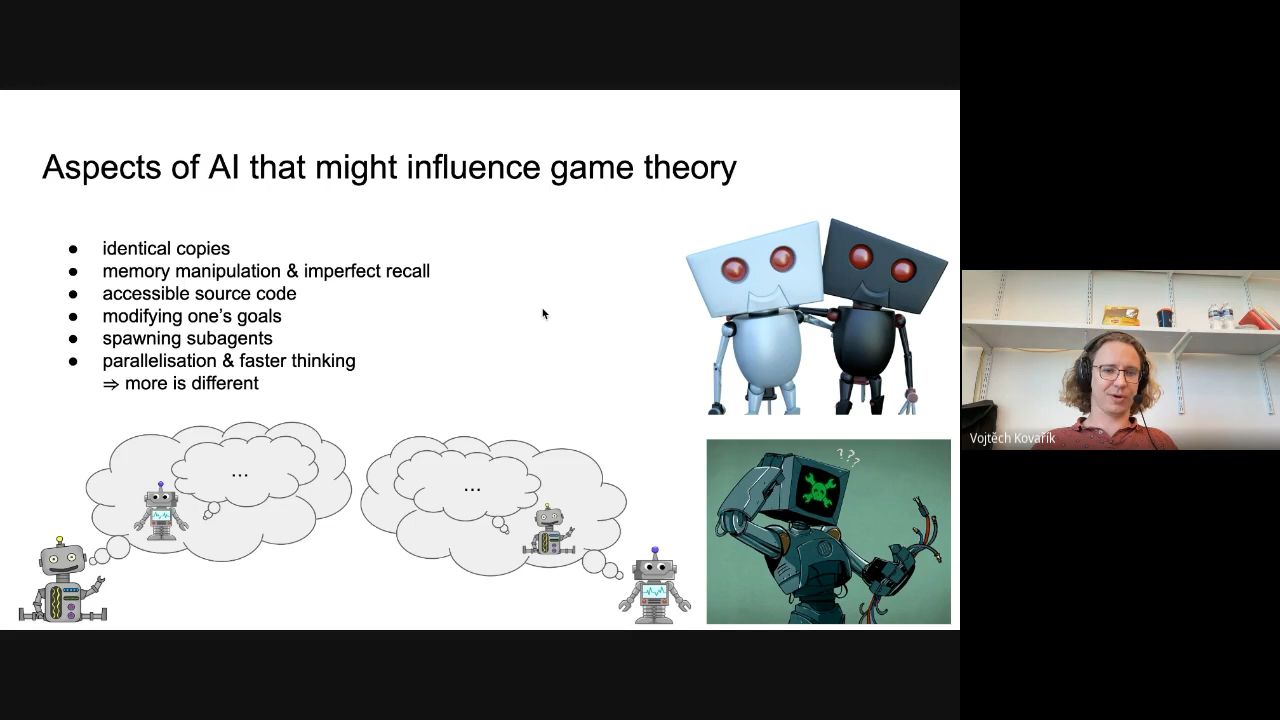 Aspects of AI that might influence game theory
● identical copies
● memory manipulation & imperfect recall
● accessible source code
● modifying one's goals
● spawning subagents
● parallelisation & faster thinking
⇒ more is different
...
...
???
Vojtěch Kovařík